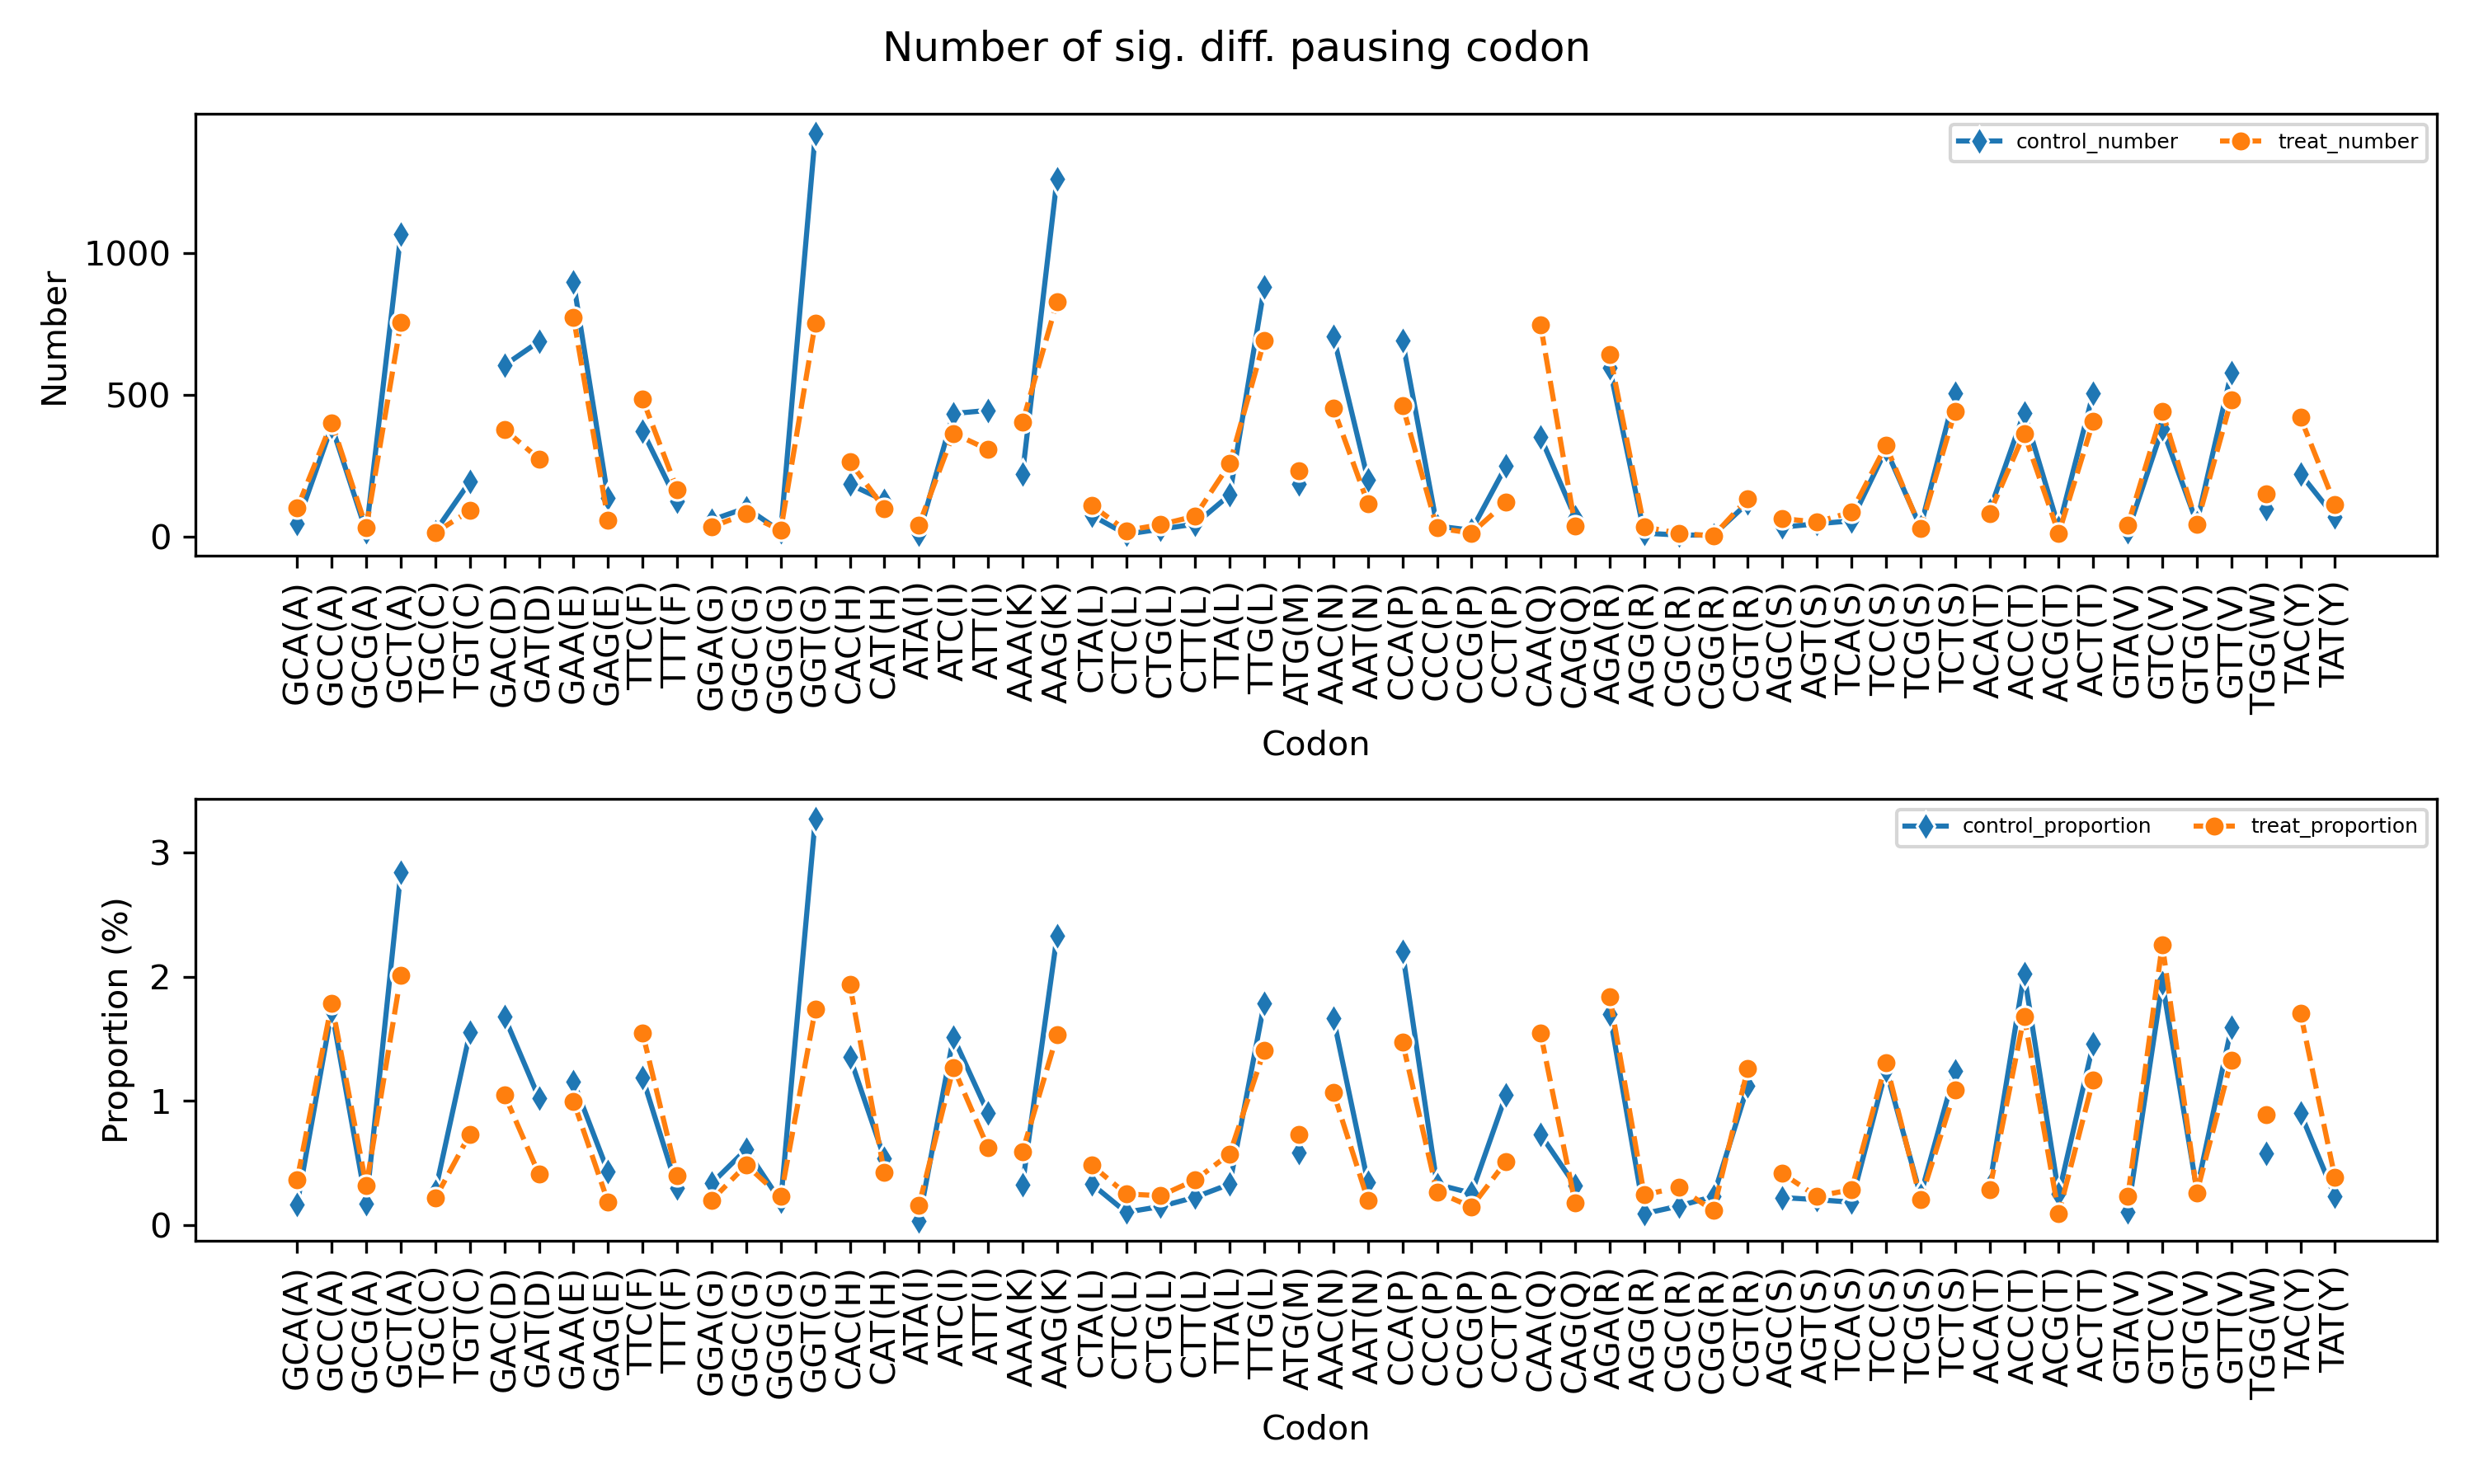 Number of sig. diff. pausing codon
control_number treat_number
Number
1000
500
0
GCA(A) GCC(A) GCG(A) GCT(A) TGC(C) TGT(C) GAC(D) GAT(D) GAA(E) GAG(E) TTC(F) TTT(F) GGA(G) GGC(G) GGG(G) GGT(G) CAC(H) CAT(H) ATA(I) ATC(I) ATT(I) AAA(K) AAG(K) CTA(L) CTC(L) CTG(L) CTT(L) TTA(L) TTG(L) ATG(M) AAC(N) AAT(N) CCA(P) CCC(P) CCG(P) CCT(P) CAA(Q) CAG(Q) AGA(R) AGG(R) CGC(R) CGG(R) CGT(R) AGC(S) AGT(S) TCA(S) TCC(S) TCG(S) TCT(S) ACA(T) ACC(T) ACG(T) ACT(T) GTA(V) GTC(V) GTG(V) GTT(V) TGG(W) TAC(Y) TAT(Y)
Codon
control_proportion treat_proportion
Proportion (%)
3
2
1
0
GCA(A) GCC(A) GCG(A) GCT(A) TGC(C) TGT(C) GAC(D) GAT(D) GAA(E) GAG(E) TTC(F) TTT(F) GGA(G) GGC(G) GGG(G) GGT(G) CAC(H) CAT(H) ATA(I) ATC(I) ATT(I) AAA(K) AAG(K) CTA(L) CTC(L) CTG(L) CTT(L) TTA(L) TTG(L) ATG(M) AAC(N) AAT(N) CCA(P) CCC(P) CCG(P) CCT(P) CAA(Q) CAG(Q) AGA(R) AGG(R) CGC(R) CGG(R) CGT(R) AGC(S) AGT(S) TCA(S) TCC(S) TCG(S) TCT(S) ACA(T) ACC(T) ACG(T) ACT(T) GTA(V) GTC(V) GTG(V) GTT(V) TGG(W) TAC(Y) TAT(Y)
Codon